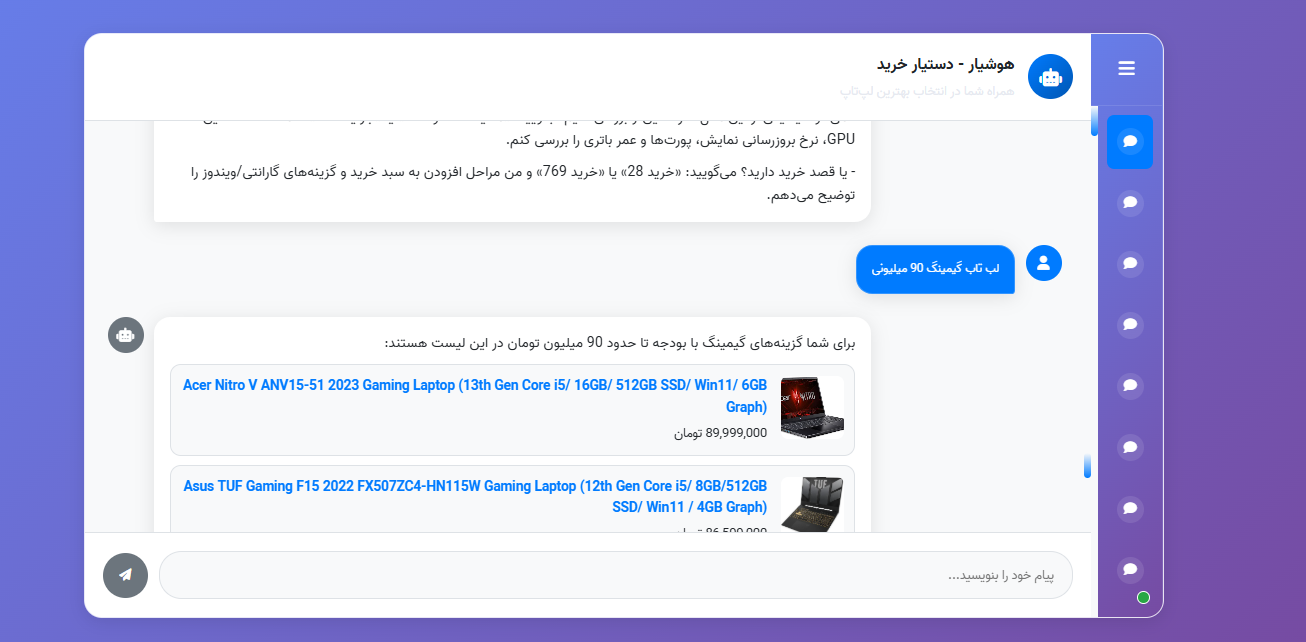 هوشیار - دستیار خرید
همراه شما در انتخاب بهترین لپ‌تاپ
GPU، نرخ بروزرسانی نمایش، پورت‌ها و عمر باتری را بررسی کنم.
- یا قصد خرید دارید؟ می‌گویید: «خرید 28» یا «خرید 769» و من مراحل افزودن به سبد خرید و گزینه‌های گارانتی/ویندوز را
توضیح می‌دهم.
لب تاب گیمینگ 90 میلیونی
برای شما گزینه‌های گیمینگ با بودجه تا حدود 90 میلیون تومان در این لیست هستند:
Acer Nitro V ANV15-51 2023 Gaming Laptop (13th Gen Core i5/ 16GB/ 512GB SSD/ Win11/ 6GB
Graph)
89,999,000 تومان
Asus TUF Gaming F15 2022 FX507ZC4-HN115W Gaming Laptop (12th Gen Core i5/ 8GB/512GB
SSD/ Win11 / 4GB Graph)
پیام خود را بنویسید...